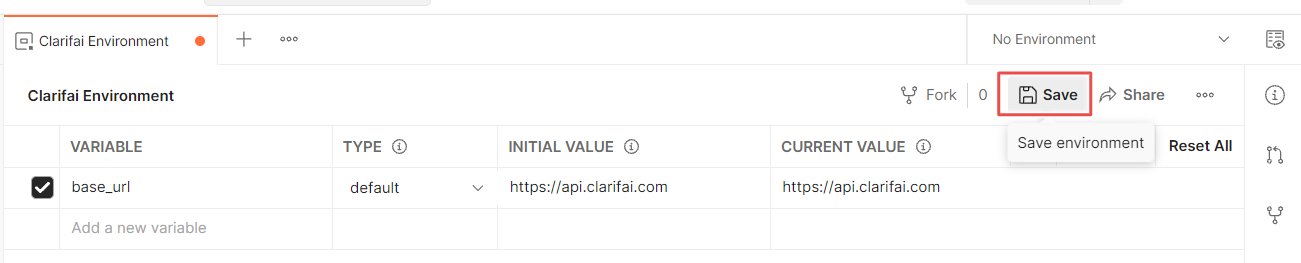 Clarifai Environment
No Environment
Clarifai Environment
Fork 0 Save Share
Save environment
VARIABLE TYPE INITIAL VALUE CURRENT VALUE Reset All
base_url default https://api.clarifai.com https://api.clarifai.com
Add a new variable